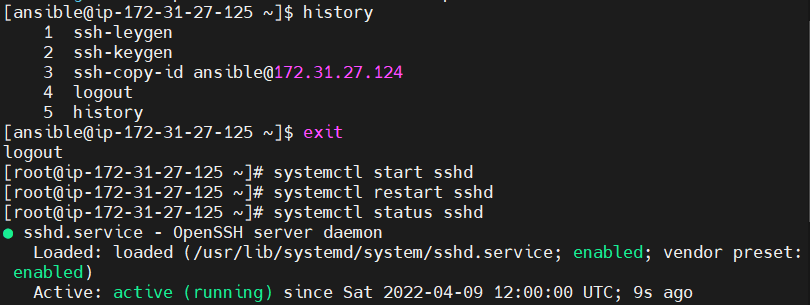 [ansible@ip-172-31-27-125 ~]$ history
    1  ssh-leygen
    2  ssh-keygen
    3  ssh-copy-id ansible@172.31.27.124
    4  logout
    5  history
[ansible@ip-172-31-27-125 ~]$ exit
logout
[root@ip-172-31-27-125 ~]# systemctl start sshd
[root@ip-172-31-27-125 ~]# systemctl restart sshd
[root@ip-172-31-27-125 ~]# systemctl status sshd
● sshd.service - OpenSSH server daemon
   Loaded: loaded (/usr/lib/systemd/system/sshd.service; enabled; vendor preset:
 enabled)
   Active: active (running) since Sat 2022-04-09 12:00:00 UTC; 9s ago